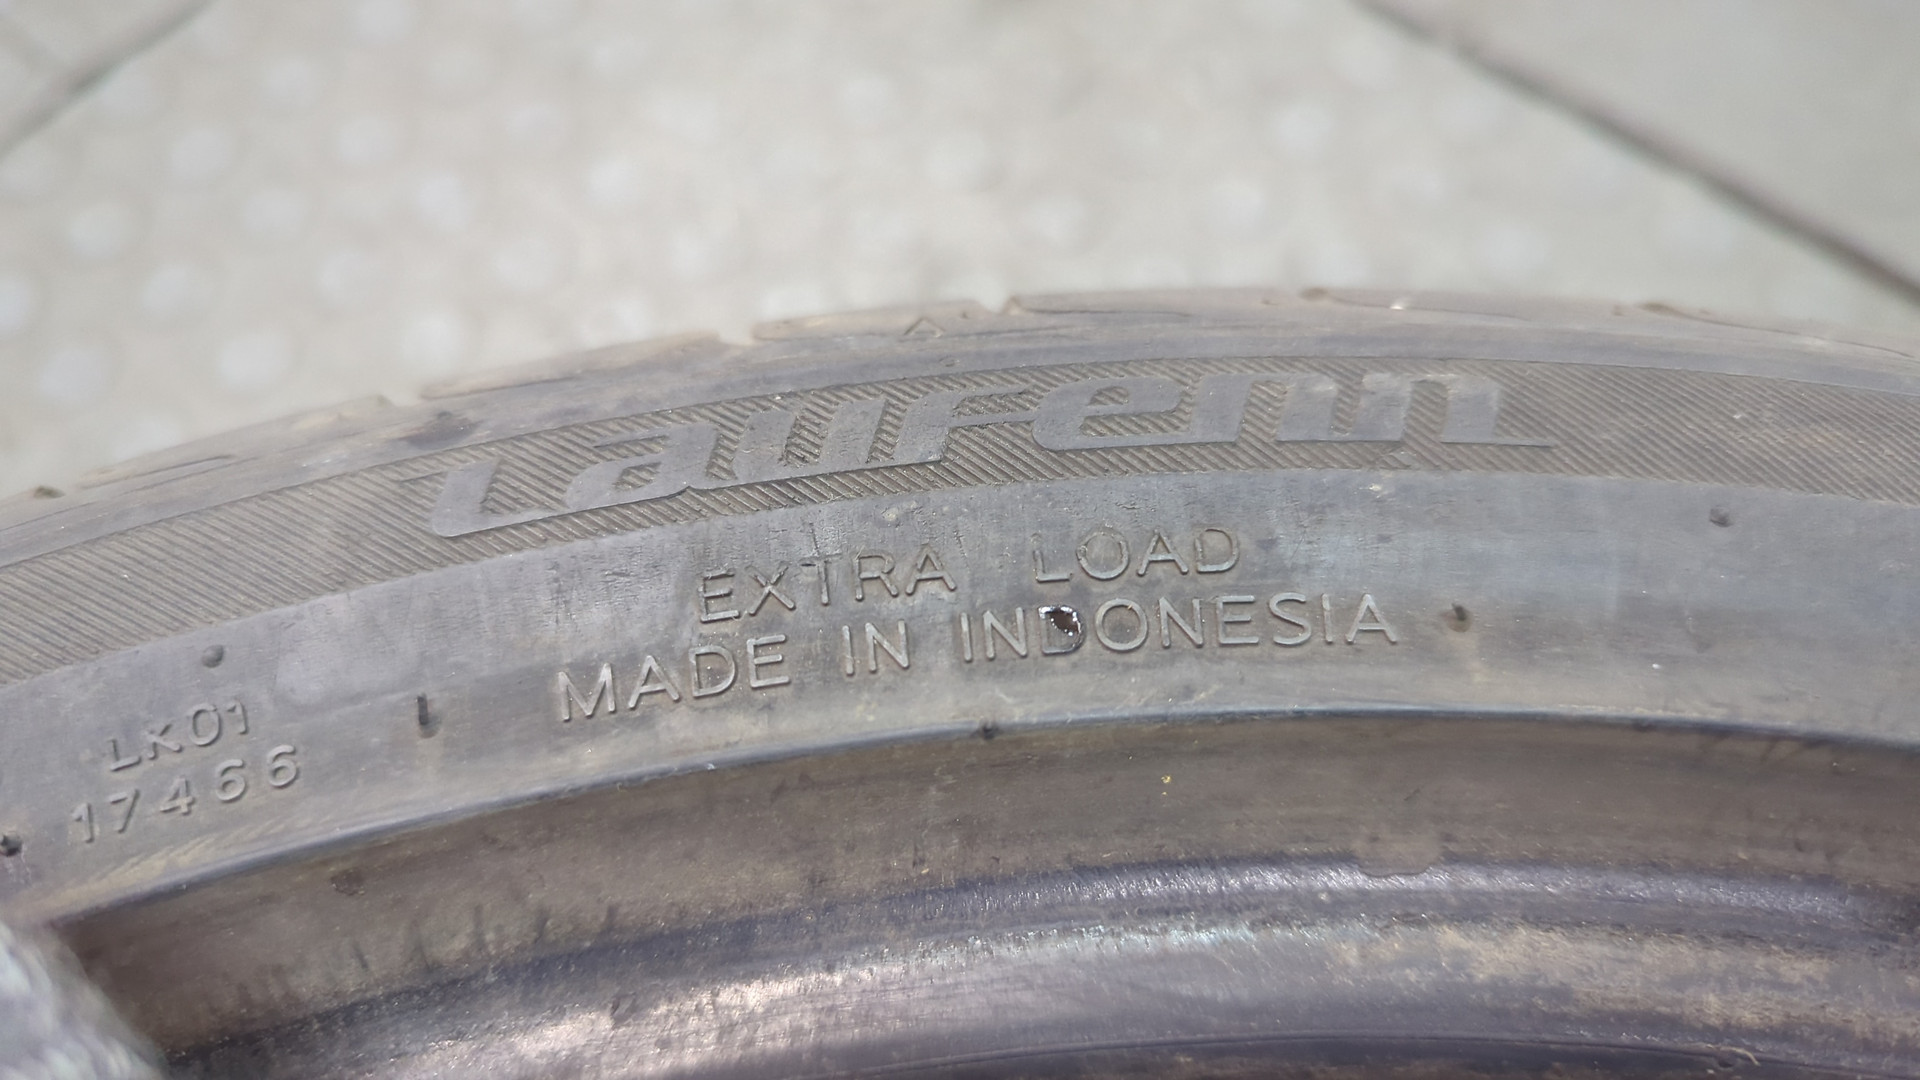 Laufenn
EXTRA LOAD
MADE IN INDONESIA
LK01
17466